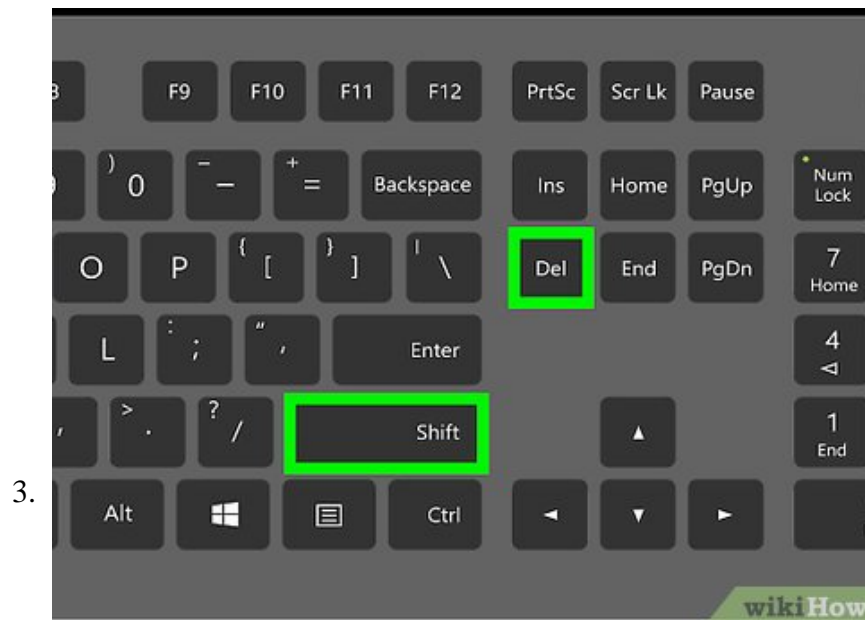 F9 F10 F11 F12 PrtSc Scr Lk Pause
) 0 _ - + = Backspace Ins Home PgUp Num Lock
O P { [ } ] | \ Del End PgDn 7 Home
L : ; " ' Enter 4
> . ? / Shift 1 End
3. Alt Ctrl
wikiHow